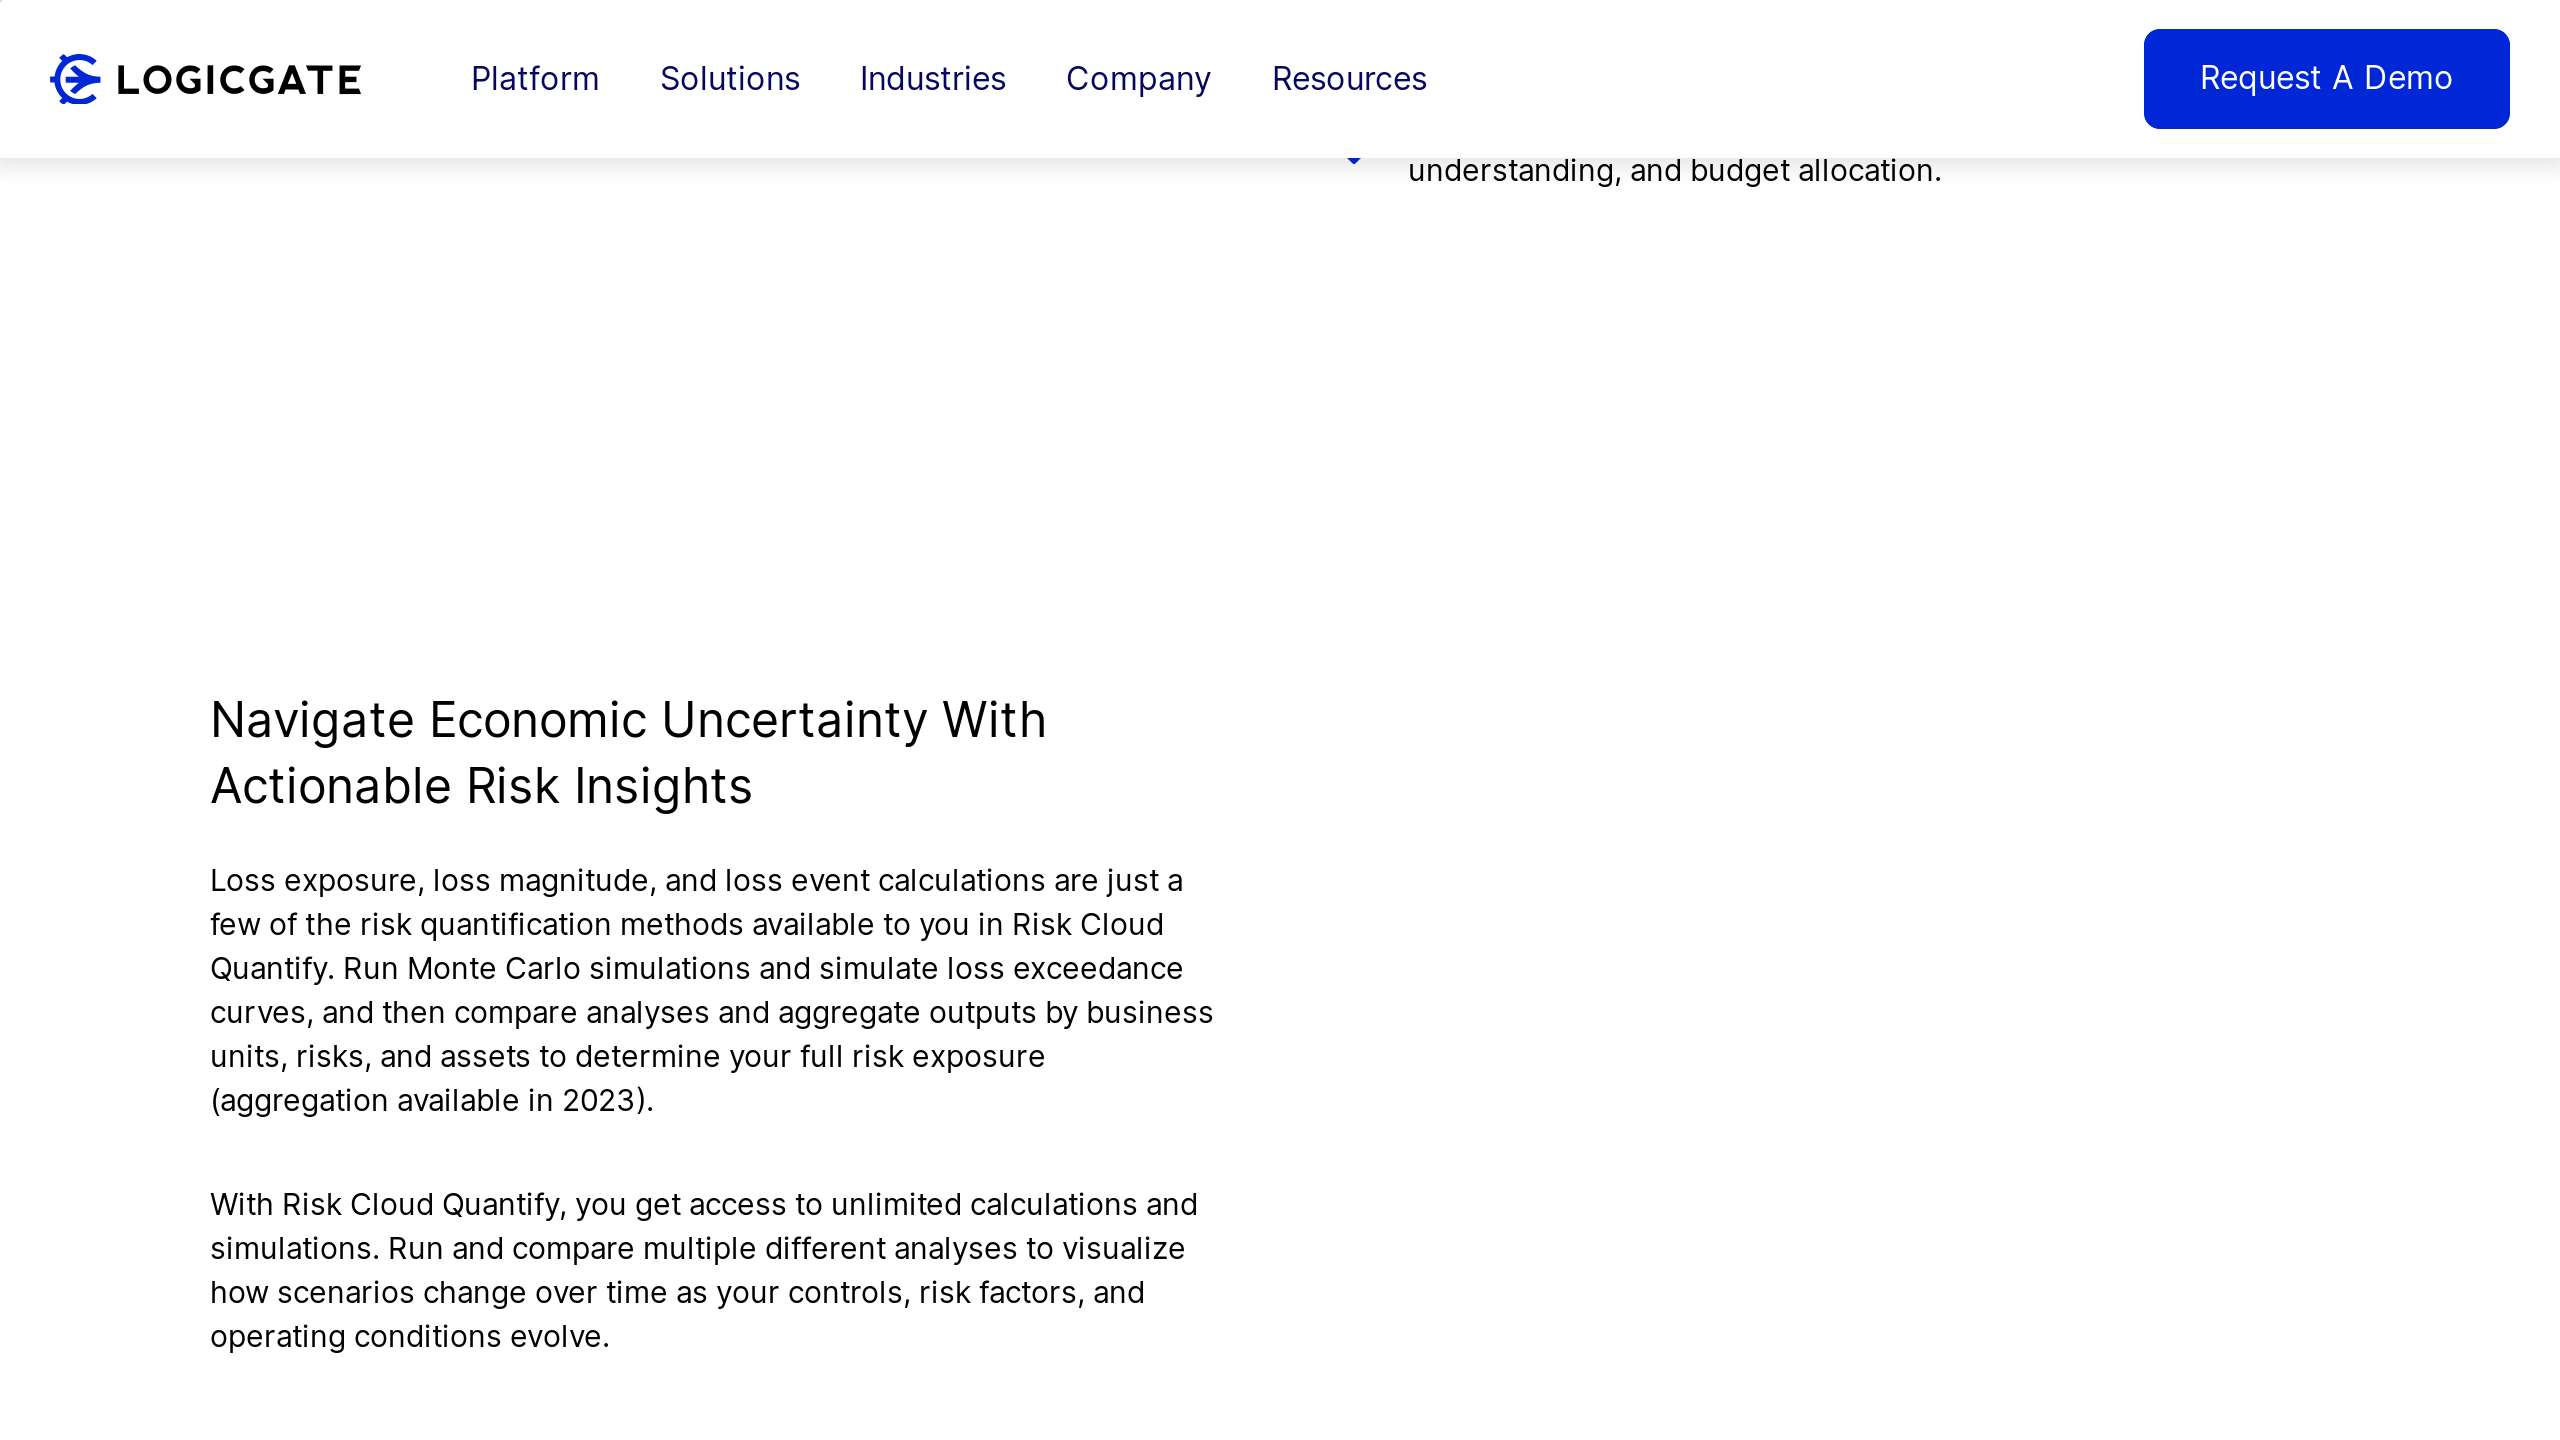 LOGICGATE
Platform
Solutions
Industries
Company
Resources
Request A Demo
understanding, and budget allocation.
Navigate Economic Uncertainty With
Actionable Risk Insights
Loss exposure, loss magnitude, and loss event calculations are just a
few of the risk quantification methods available to you in Risk Cloud
Quantify. Run Monte Carlo simulations and simulate loss exceedance
curves, and then compare analyses and aggregate outputs by business
units, risks, and assets to determine your full risk exposure
(aggregation available in 2023).
With Risk Cloud Quantify, you get access to unlimited calculations and
simulations. Run and compare multiple different analyses to visualize
how scenarios change over time as your controls, risk factors, and
operating conditions evolve.